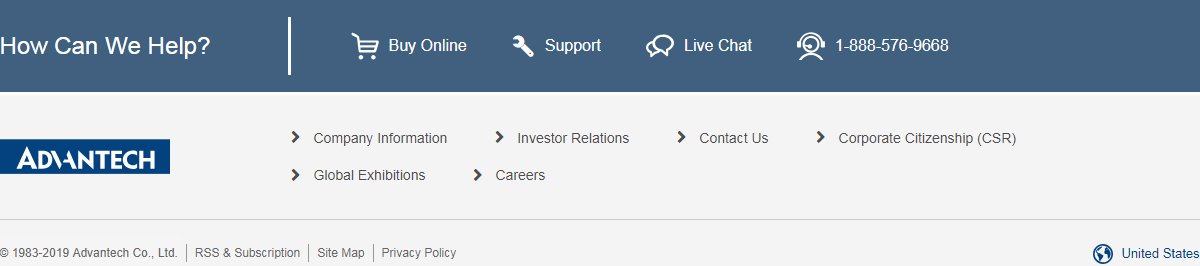 How Can We Help? Buy Online Support Live Chat 1-888-576-9668
Company Information Investor Relations Contact Us Corporate Citizenship (CSR)
ADVANTECH
Global Exhibitions Careers
© 1983-2019 Advantech Co., Ltd. RSS & Subscription Site Map Privacy Policy United States